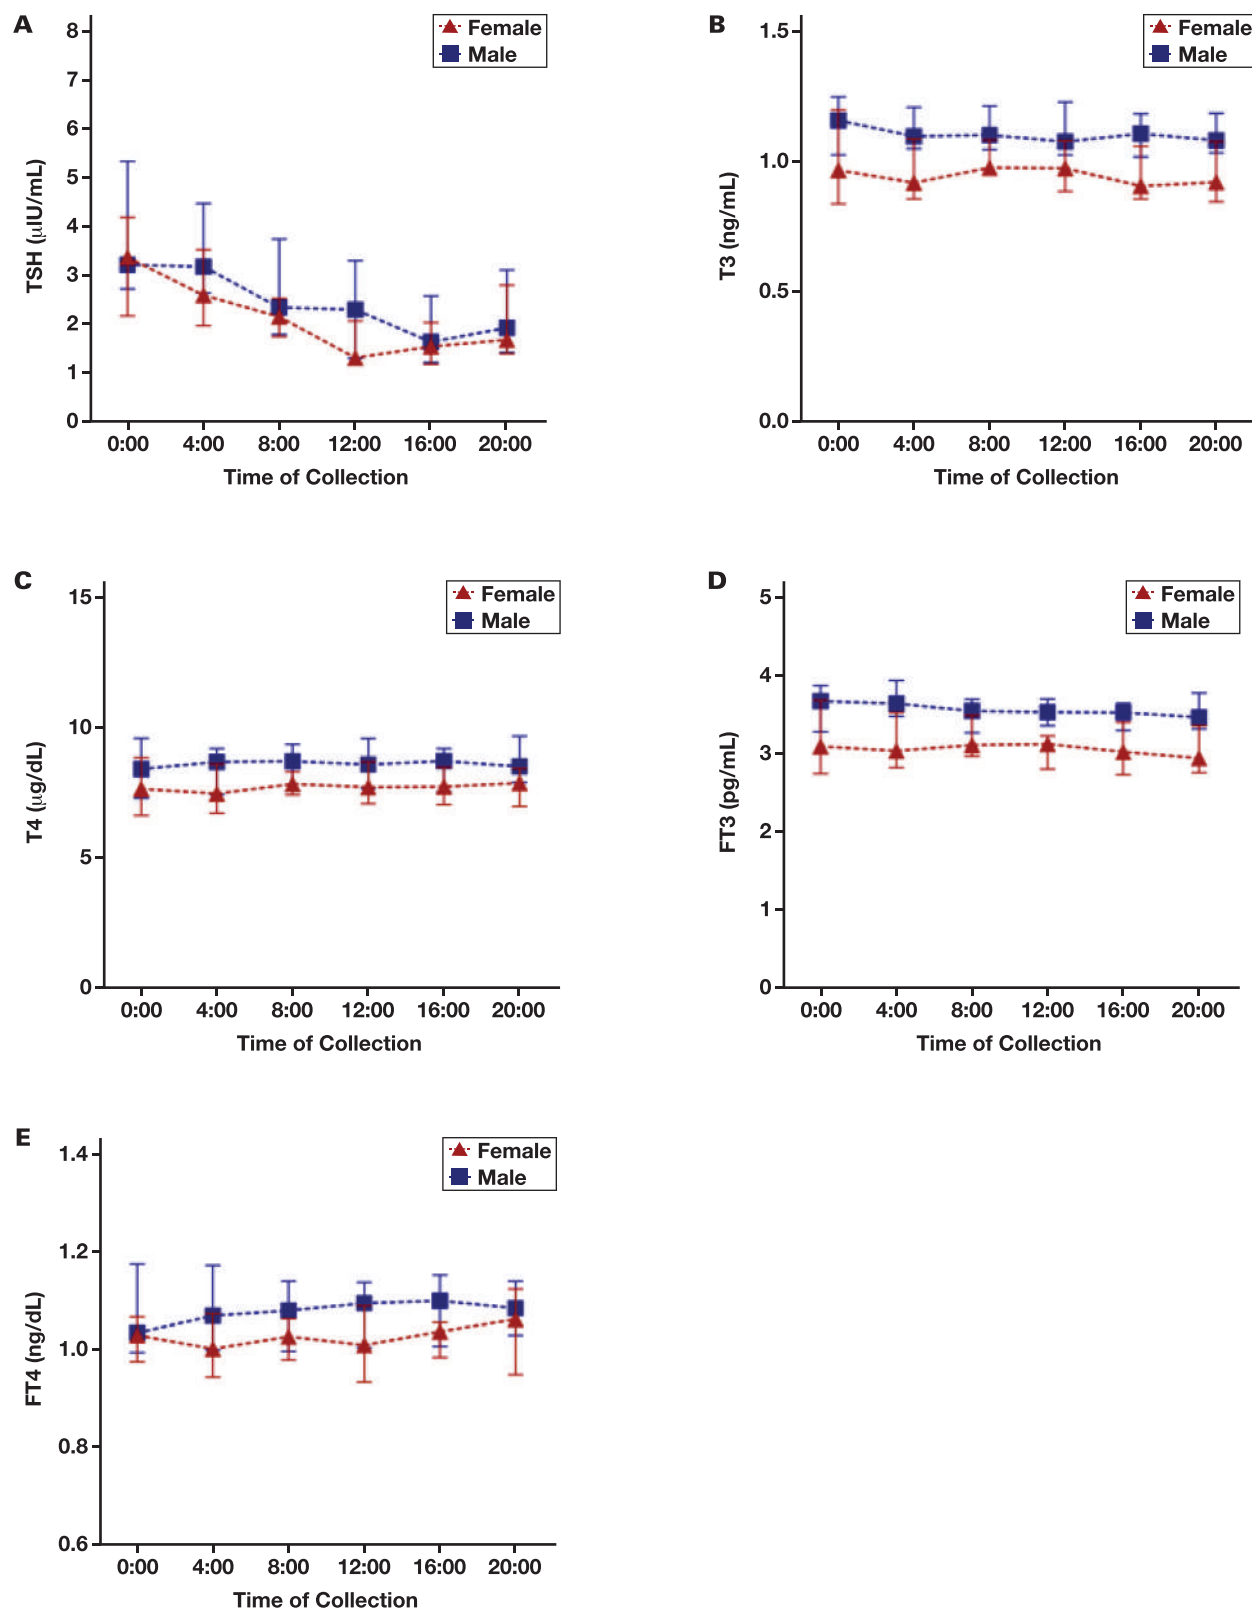 A
Female
Male
8
7
6
5
4
3
2
1
0
TSH (μIU/mL)
0:00 4:00 8:00 12:00 16:00 20:00
Time of Collection
B
Female
Male
1.5
1.0
0.5
0.0
T3 (ng/mL)
0:00 4:00 8:00 12:00 16:00 20:00
Time of Collection
C
Female
Male
15
10
5
0
T4 (μg/dL)
0:00 4:00 8:00 12:00 16:00 20:00
Time of Collection
D
Female
Male
5
4
3
2
1
0
FT3 (pg/mL)
0:00 4:00 8:00 12:00 16:00 20:00
Time of Collection
E
Female
Male
1.4
1.2
1.0
0.8
0.6
FT4 (ng/dL)
0:00 4:00 8:00 12:00 16:00 20:00
Time of Collection